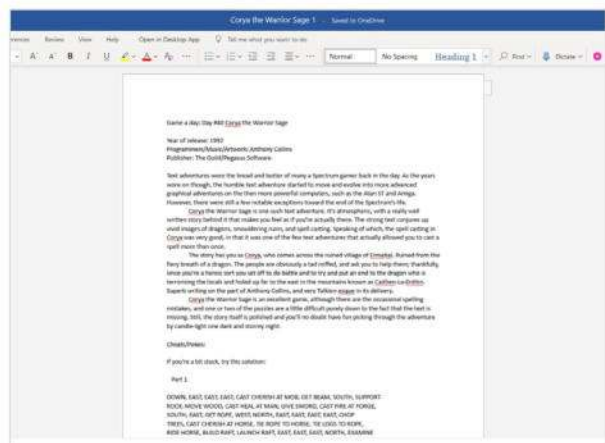 Corya the Warrior Sage 1 - Saved to OneDrive
Review View Help Open in Desktop App Tell me what you want to do
A A B I U A Normal No Spacing Heading 1 Find Dictate
Game a day: Day #60 Corya the Warrior Sage
Year of release: 1992
Programmers/Music/Artwork: Anthony Collins
Publisher: The Guild/Pegasus Software
Text adventures were the bread and butter of many a Spectrum gamer back in the day. As the years
wore on though, the humble text adventure started to move and evolve into more advanced
graphical adventures on the then more powerful computers, such as the Atari ST and Amiga.
However, there were still a few notable exceptions toward the end of the Spectrum's life.
Corya the Warrior Sage is one such text adventure. It's atmospheric, with a really well
written story behind it that makes you feel as if you're actually there. The strong text conjures up
vivid images of dragons, smouldering ruins, and spell casting. Speaking of which, the spell casting in
Corya was very good, in that it was one of the few text adventures that actually allowed you to cast a
spell more than once.
The story has you as Corya, who comes across the ruined village of Ruined from the
fiery breath of a dragon. The people are obviously a tad miffed, and ask you to help them; thankfully,
since you're a heroic sort you set off to do battle and to try and put an end to the dragon who is
terrorising the locals and holed up far to the east in the mountains known as
Superb writing on the part of Anthony Collins, and very Tolkien-esque in its delivery.
Corya the Warrior Sage is an excellent game, although there are the occasional spelling
mistakes, and one or two of the puzzles are a little difficult purely down to the fact that the text is
missing. Still, the story itself is polished and you'll no doubt have fun picking through the adventure
by candle-light one dark and stormy night.
Cheats/Pokes:
If you're a bit stuck, try this solution:
Part 1
DOWN, EAST, EAST, EAST, CAST CHERISH AT MOB, GET BEAM, SOUTH, SUPPORT
ROOF, MOVE WOOD, CAST HEAL AT MAN, GIVE SWORD, CAST FIRE AT FORGE,
SOUTH, EAST, GET ROPE, WEST, NORTH, EAST, EAST, EAST, EAST, CHOP
TREES, CAST CHERISH AT HORSE, TIE ROPE TO HORSE, TIE LOGS TO ROPE,
RIDE HORSE, BUILD RAFT, LAUNCH RAFT, EAST, EAST, EAST, NORTH, EXAMINE